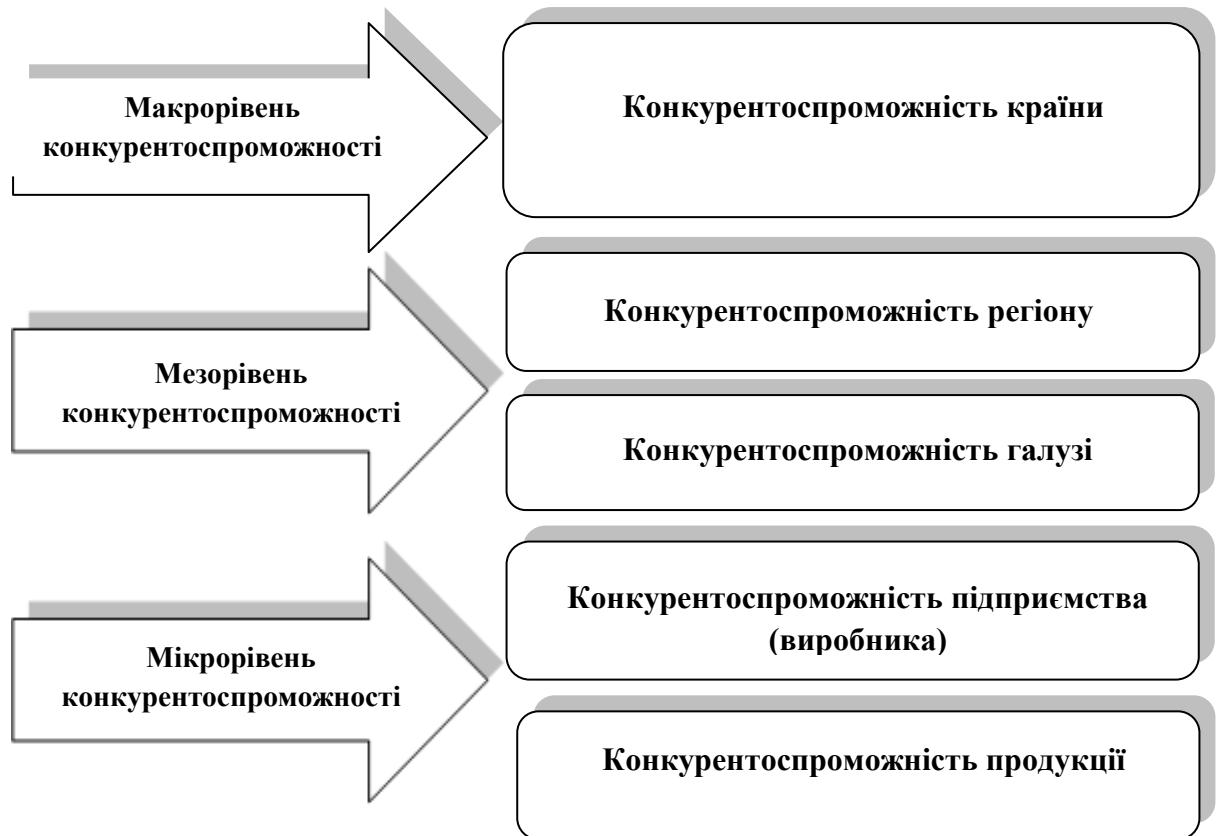 Макрорівень
конкурентоспроможності
Конкурентоспроможність країни
Мезорівень
конкурентоспроможності
Конкурентоспроможність регіону
Конкурентоспроможність галузі
Мікрорівень
конкурентоспроможності
Конкурентоспроможність підприємства
(виробника)
Конкурентоспроможність продукції